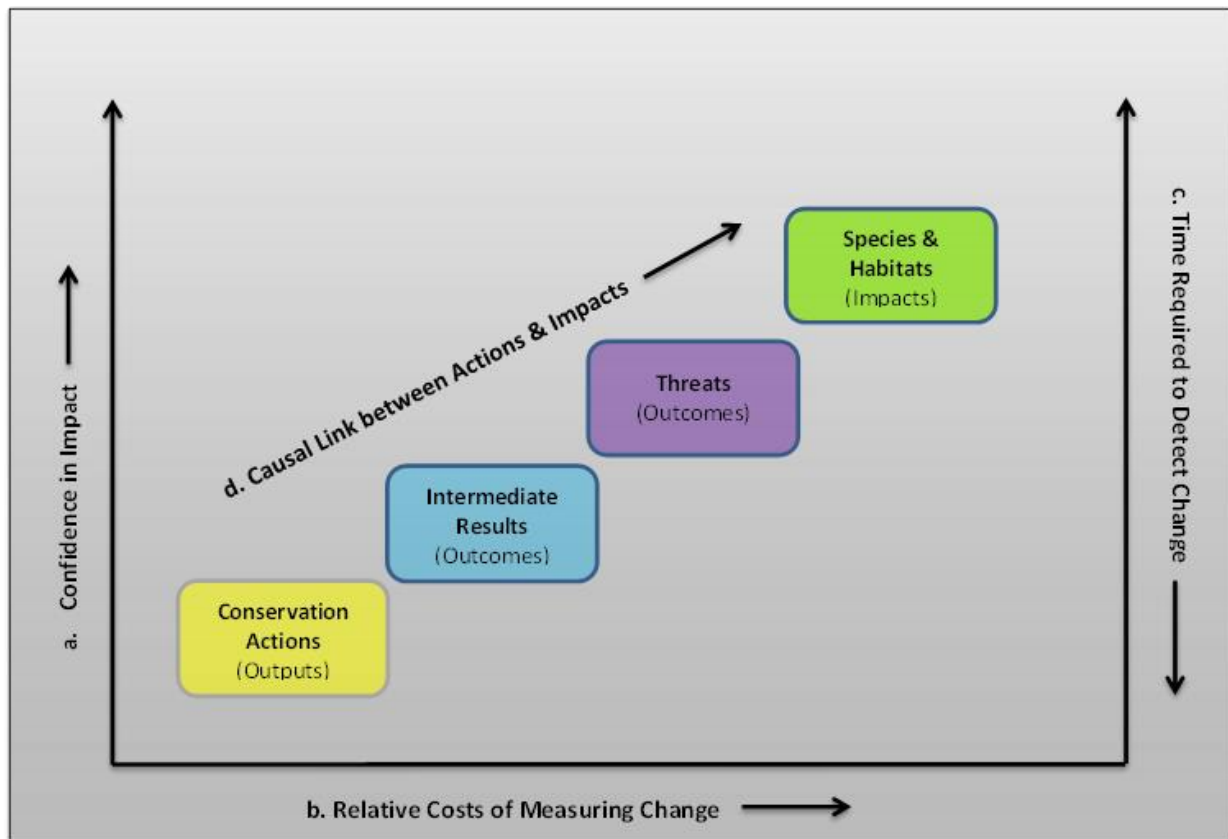 a. Confidence in Impact
d. Causal Link between Actions & Impacts
Species &
Habitats
(Impacts)
Threats
(Outcomes)
Intermediate
Results
(Outcomes)
Conservation
Actions
(Outputs)
c. Time Required to Detect Change
b. Relative Costs of Measuring Change